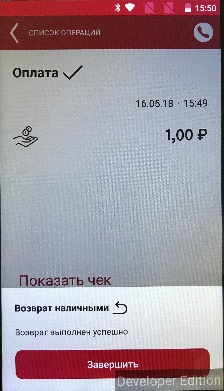 15:50
СПИСОК ОПЕРАЦИЙ
Оплата
16.05.18 · 15:49
1,00 ₽
Показать чек
Возврат наличными
Возврат выполнен успешно
Завершить
Developer Edition